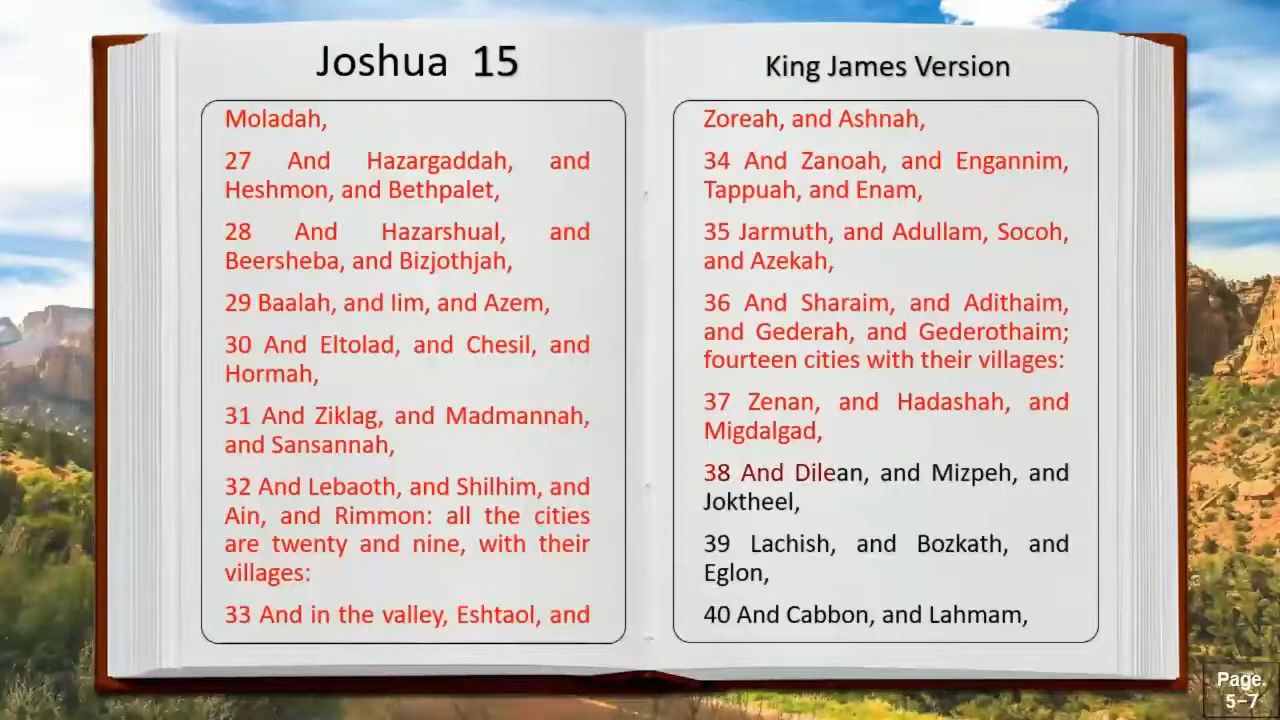 Joshua 15
Moladah,
27 And Hazargaddah, and
Heshmon, and Bethpalet,
28 And Hazarshual, and
Beersheba, and Bizjothjah,
29 Baalah, and Iim, and Azem,
30 And Eltolad, and Chesil, and
Hormah,
31 And Ziklag, and Madmannah,
and Sansannah,
32 And Lebaoth, and Shilhim, and
Ain, and Rimmon: all the cities
are twenty and nine, with their
villages:
33 And in the valley, Eshtaol, and
King James Version
Zoreah, and Ashnah,
34 And Zanoah, and Engannim,
Tappuah, and Enam,
35 Jarmuth, and Adullam, Socoh,
and Azekah,
36 And Sharaim, and Adithaim,
and Gederah, and Gederothaim;
fourteen cities with their villages:
37 Zenan, and Hadashah, and
Migdalgad,
38 And Dilean, and Mizpeh, and
Joktheel,
39 Lachish, and Bozkath, and
Eglon,
40 And Cabbon, and Lahmam,
Page.
5-7